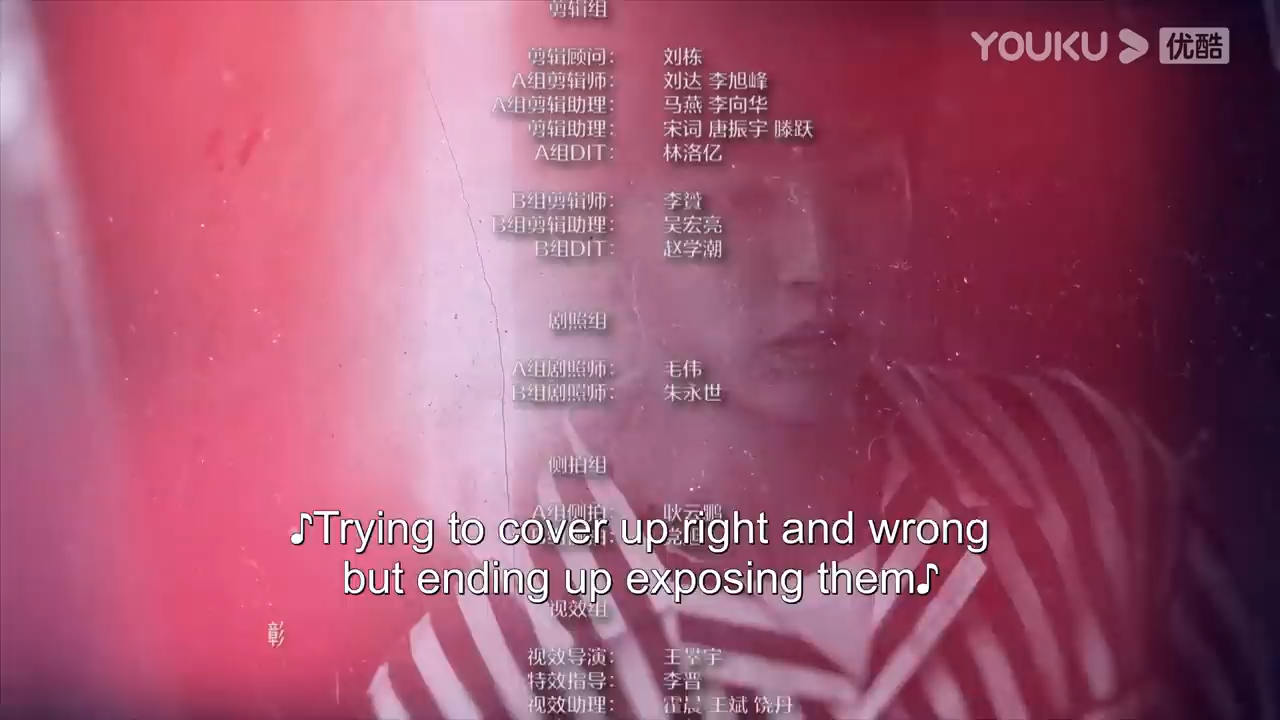 剪辑组
YOUKU 优酷
剪辑顾问： 刘栋
A组剪辑师： 刘达 李旭峰
A组剪辑助理： 马燕 李向华
剪辑助理： 宋词 唐振宇 滕跃
A组DIT： 林洛亿
B组剪辑师： 李赟
B组剪辑助理： 吴宏亮
B组DIT： 赵学潮
剧照组
A组剧照师： 毛伟
B组剧照师： 朱永世
侧拍组
A组侧拍： 耿云鹏
♪Trying to cover up right and wrong
but ending up exposing them♪
视效组
彰
视效导演：
特效指导： 李晋
视效助理： 雷晨 王斌 饶丹